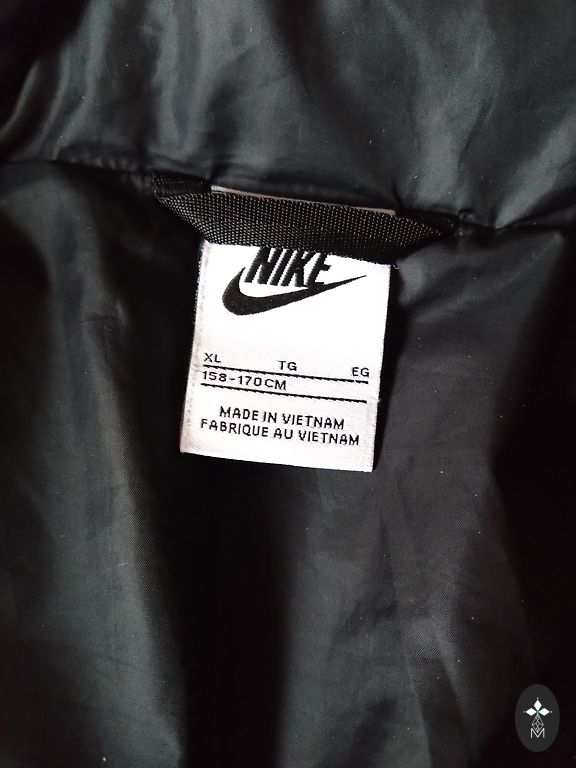 NIKE
XL TG EG
158-170CM
MADE IN VIETNAM
FABRIQUE AU VIETNAM